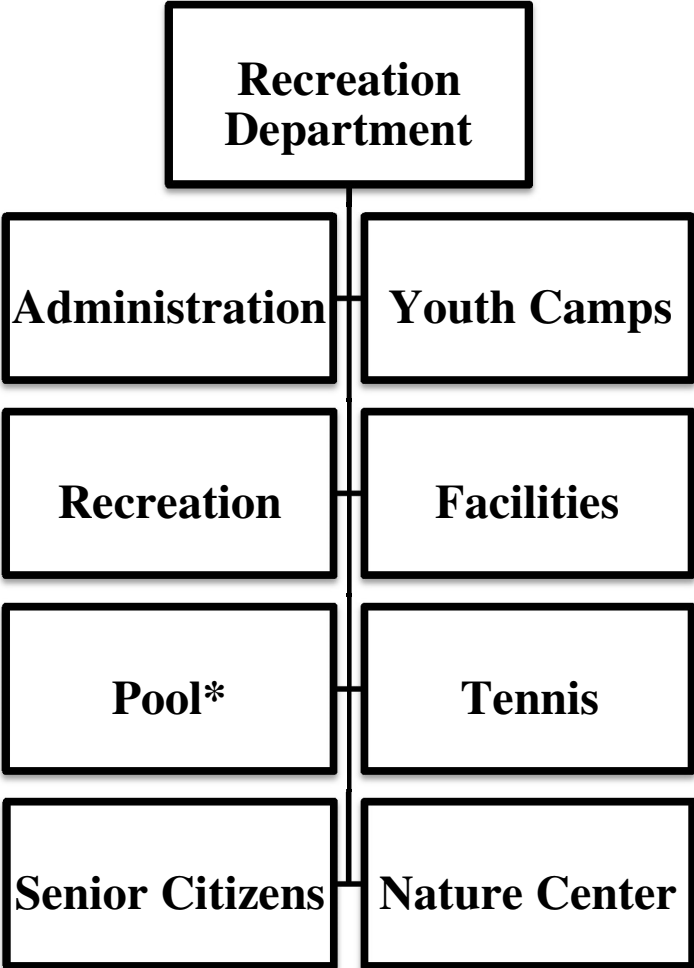 Recreation
Department
Administration
Youth Camps
Recreation
Facilities
Pool*
Tennis
Senior Citizens
Nature Center